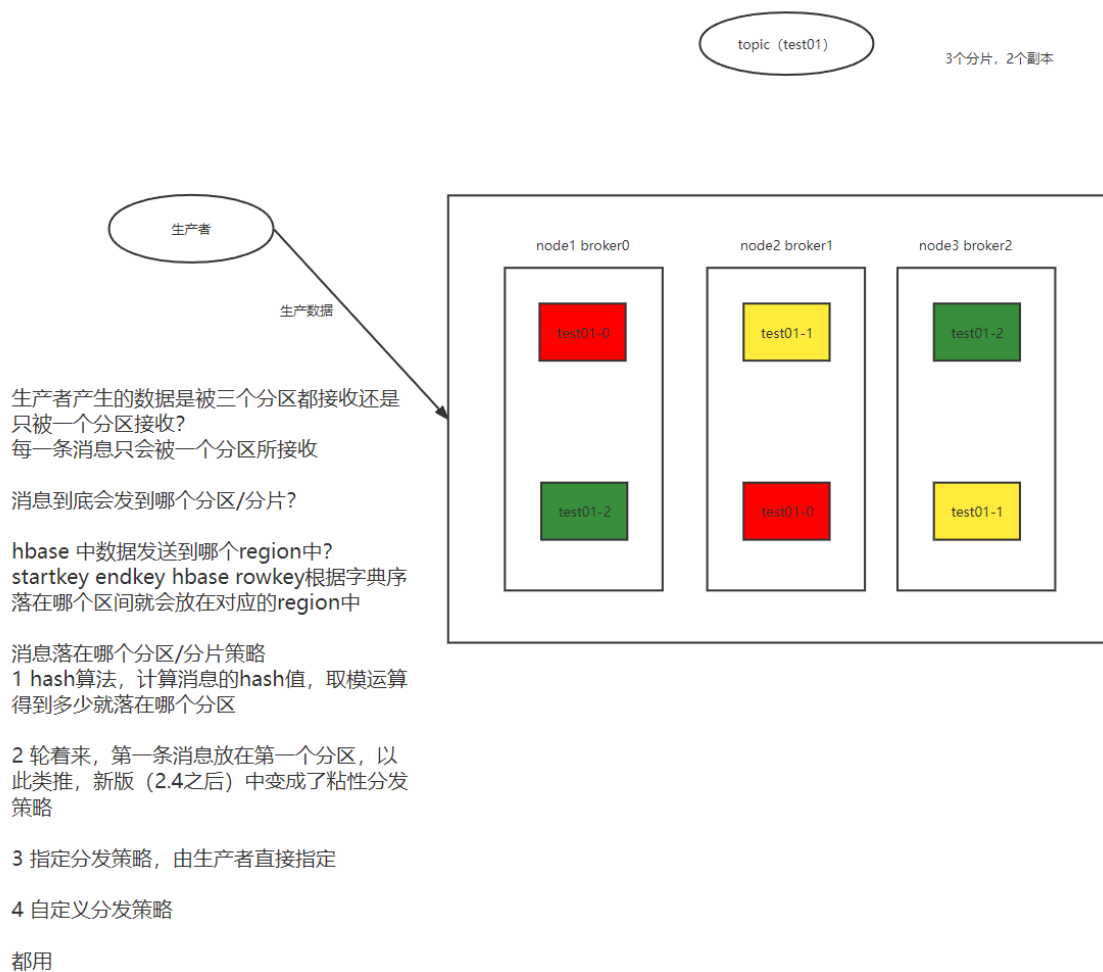 topic（test01）
3个分片，2个副本
生产者
生产数据
node1 broker0
node2 broker1
node3 broker2
test01-0
test01-1
test01-2
test01-2
test01-0
test01-1
生产者产生的数据是被三个分区都接收还是
只被一个分区接收？
每一条消息只会被一个分区所接收
消息到底会发到哪个分区/分片？
hbase 中数据发送到哪个region中？
startkey endkey hbase rowkey根据字典序
落在哪个区间就会放在对应的region中
消息落在哪个分区/分片策略
1 hash算法，计算消息的hash值，取模运算
得到多少就落在哪个分区
2 轮着来，第一条消息放在第一个分区，以
此类推，新版（2.4之后）中变成了粘性分发
策略
3 指定分发策略，由生产者直接指定
4 自定义分发策略
都用